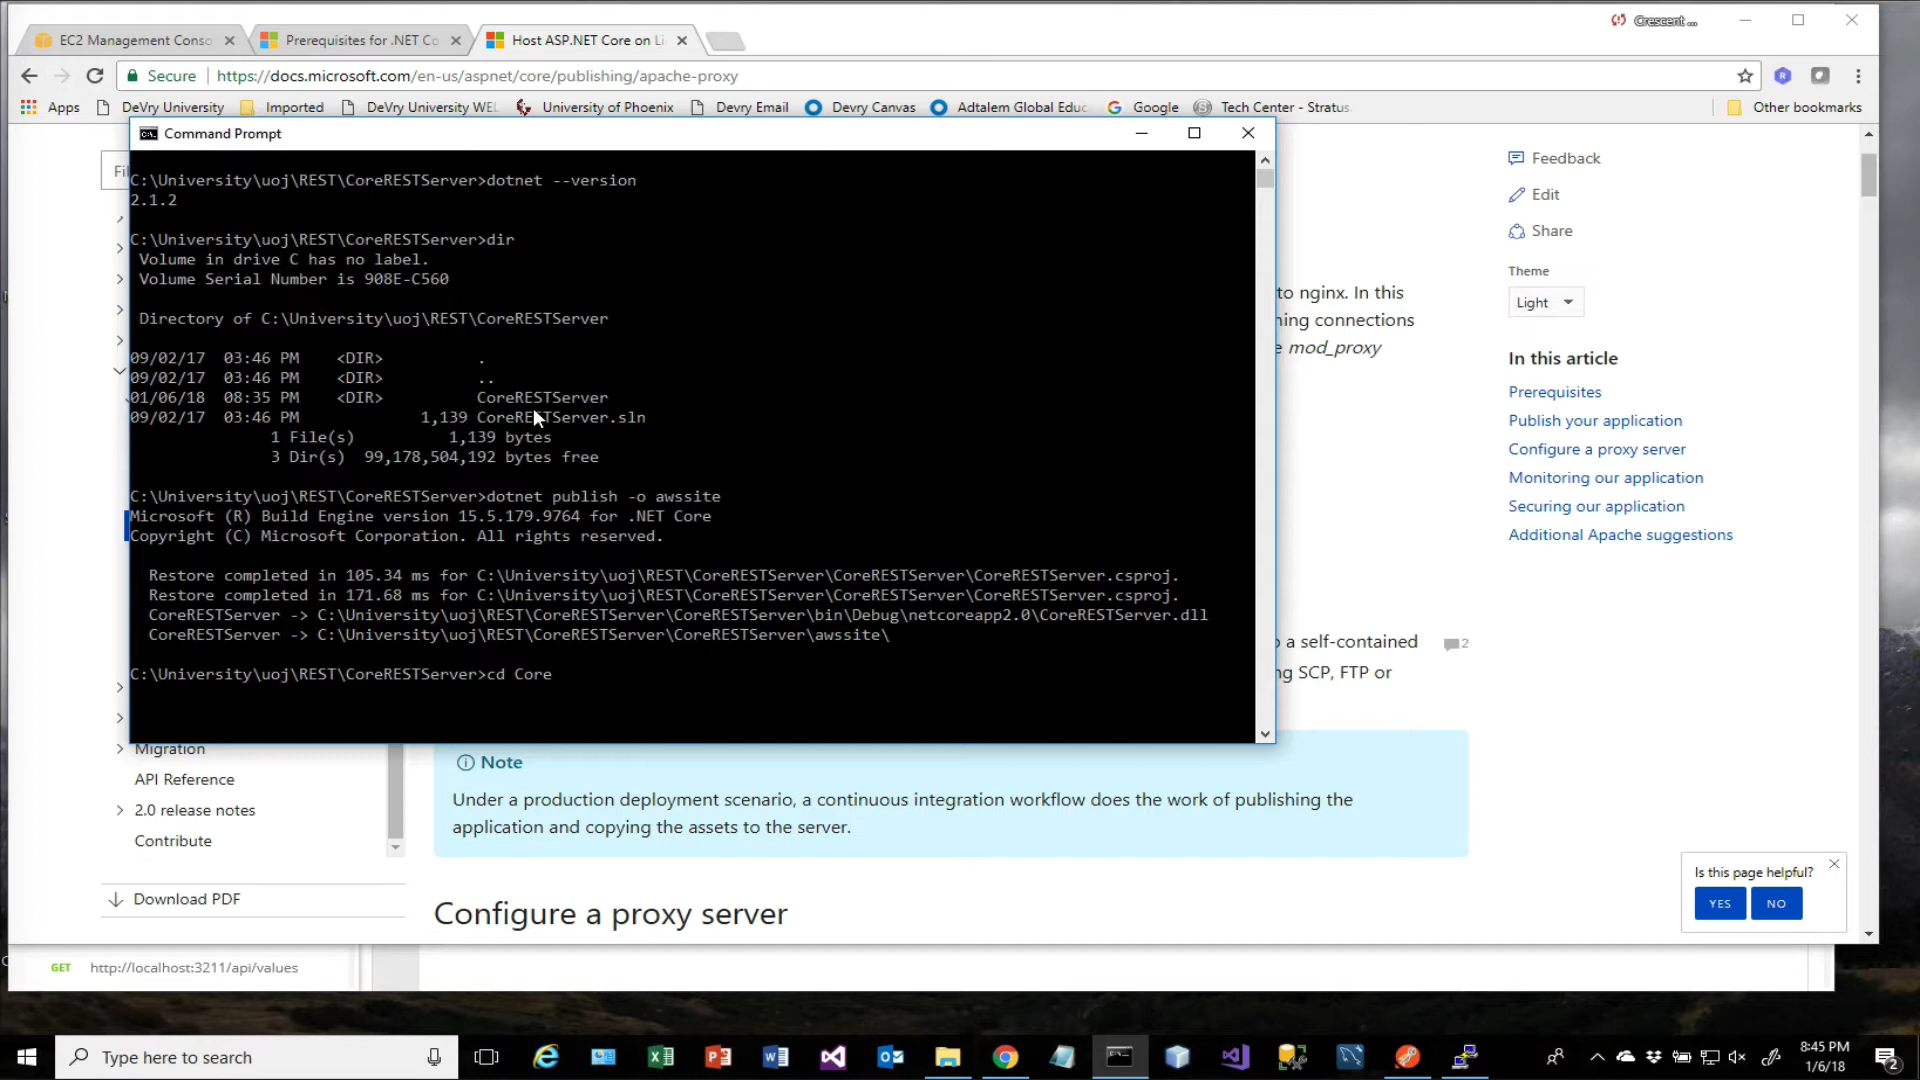 Crescent ...
EC2 Management Conso
Prerequisites for .NET Co
Host ASP.NET Core on Li
Secure
https://docs.microsoft.com/en-us/aspnet/core/publishing/apache-proxy
Apps
DeVry University
Imported
DeVry University WEL
University of Phoenix
Devry Email
Devry Canvas
Adtalem Global Educ
Google
Tech Center - Stratus
Other bookmarks
Command Prompt
C:\University\uoj\REST\CoreRESTServer>dotnet --version
2.1.2
C:\University\uoj\REST\CoreRESTServer>dir
Volume in drive C has no label.
Volume Serial Number is 908E-C560
Directory of C:\University\uoj\REST\CoreRESTServer
09/02/17 03:46 PM <DIR> .
09/02/17 03:46 PM <DIR> ..
01/06/18 08:35 PM <DIR> CoreRESTServer
09/02/17 03:46 PM 1,139 CoreRESTServer.sln
1 File(s) 1,139 bytes
3 Dir(s) 99,178,504,192 bytes free
C:\University\uoj\REST\CoreRESTServer>dotnet publish -o awssite
Microsoft (R) Build Engine version 15.5.179.9764 for .NET Core
Copyright (C) Microsoft Corporation. All rights reserved.
Restore completed in 105.34 ms for C:\University\uoj\REST\CoreRESTServer\CoreRESTServer\CoreRESTServer.csproj.
Restore completed in 171.68 ms for C:\University\uoj\REST\CoreRESTServer\CoreRESTServer\CoreRESTServer.csproj.
CoreRESTServer -> C:\University\uoj\REST\CoreRESTServer\CoreRESTServer\bin\Debug\netcoreapp2.0\CoreRESTServer.dll
CoreRESTServer -> C:\University\uoj\REST\CoreRESTServer\CoreRESTServer\awssite\
C:\University\uoj\REST\CoreRESTServer>cd Core
to nginx. In this
ning connections
mod_proxy
a self-contained
2
SCP, FTP or
Feedback
Edit
Share
Theme
Light
In this article
Prerequisites
Publish your application
Configure a proxy server
Monitoring our application
Securing our application
Additional Apache suggestions
Migration
API Reference
2.0 release notes
Contribute
Download PDF
Note
Under a production deployment scenario, a continuous integration workflow does the work of publishing the
application and copying the assets to the server.
Configure a proxy server
Is this page helpful?
YES
NO
GET http://localhost:3211/api/values
Type here to search
8:45 PM
1/6/18
2